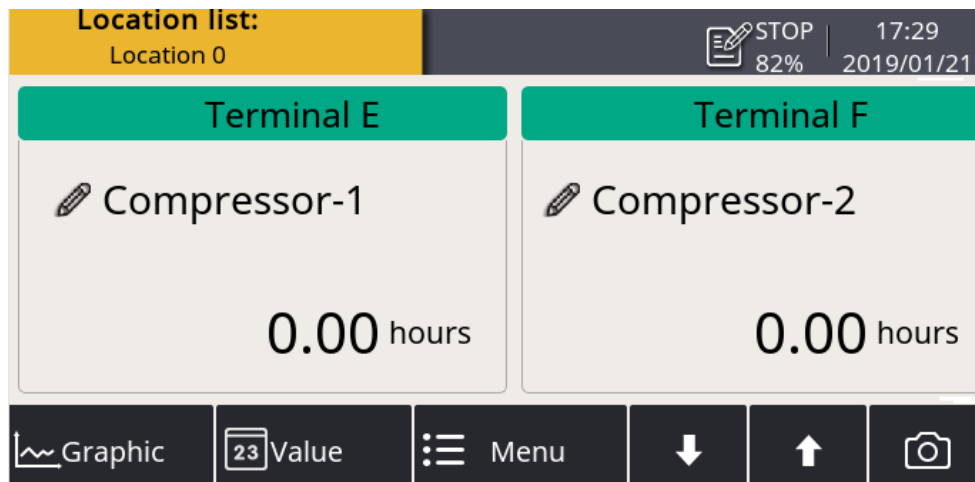 Location list:
Location 0
STOP
82%
17:29
2019/01/21
Terminal E
Terminal F
Compressor-1
Compressor-2
0.00 hours
0.00 hours
Graphic
23 Value
Menu